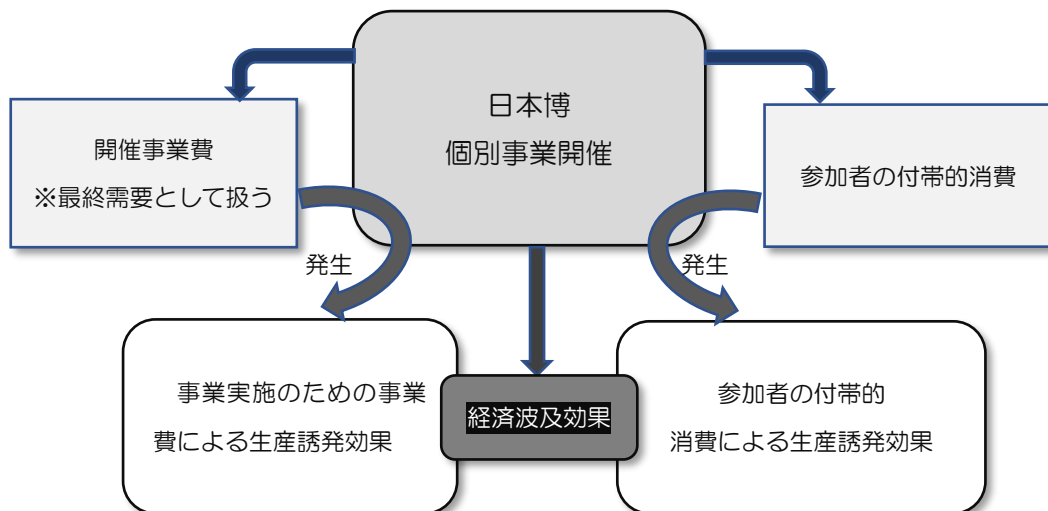 日本博
個別事業開催
開催事業費
※最終需要として扱う
参加者の付帯的消費
発生
発生
事業実施のための事業
費による生産誘発効果
経済波及効果
参加者の付帯的
消費による生産誘発効果